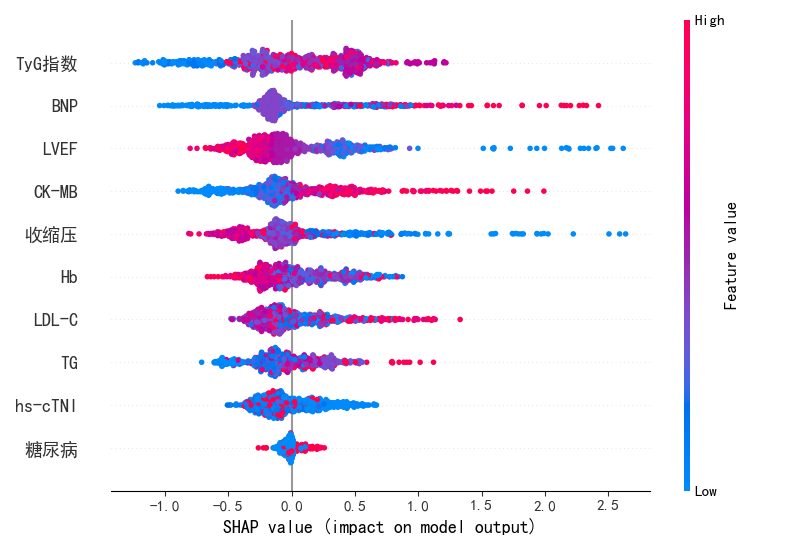 High
TyG指数
BNP
LVEF
CK-MB
收缩压
Hb
LDL-C
TG
hs-cTNI
糖尿病
Feature value
Low
-1.0 -0.5 0.0 0.5 1.0 1.5 2.0 2.5
SHAP value (impact on model output)